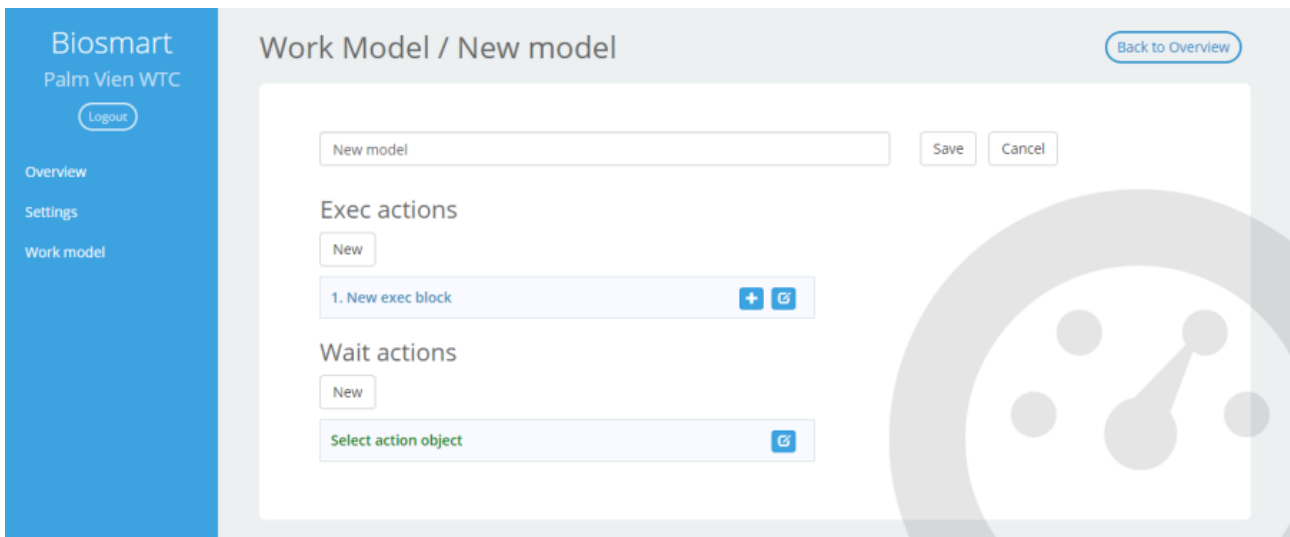 Biosmart
Palm Vien WTC
Logout
Overview
Settings
Work model
Work Model / New model
Back to Overview
New model
Save
Cancel
Exec actions
New
1. New exec block
Wait actions
New
Select action object